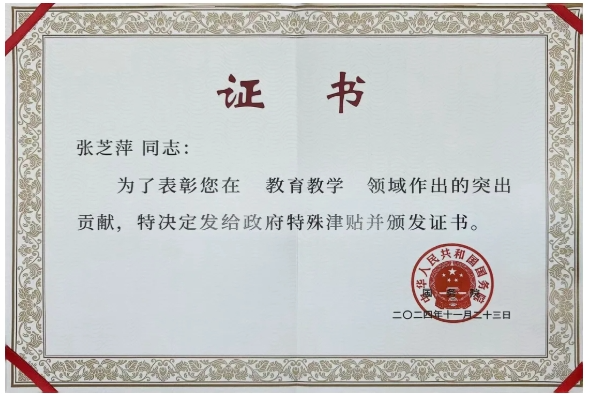 证 书
张芝萍 同志：
为了表彰您在 教育教学 领域作出的突出
贡献，特决定发给政府特殊津贴并颁发证书。
中华人民共和国国务院
国务院
二〇二四年十一月二十三日